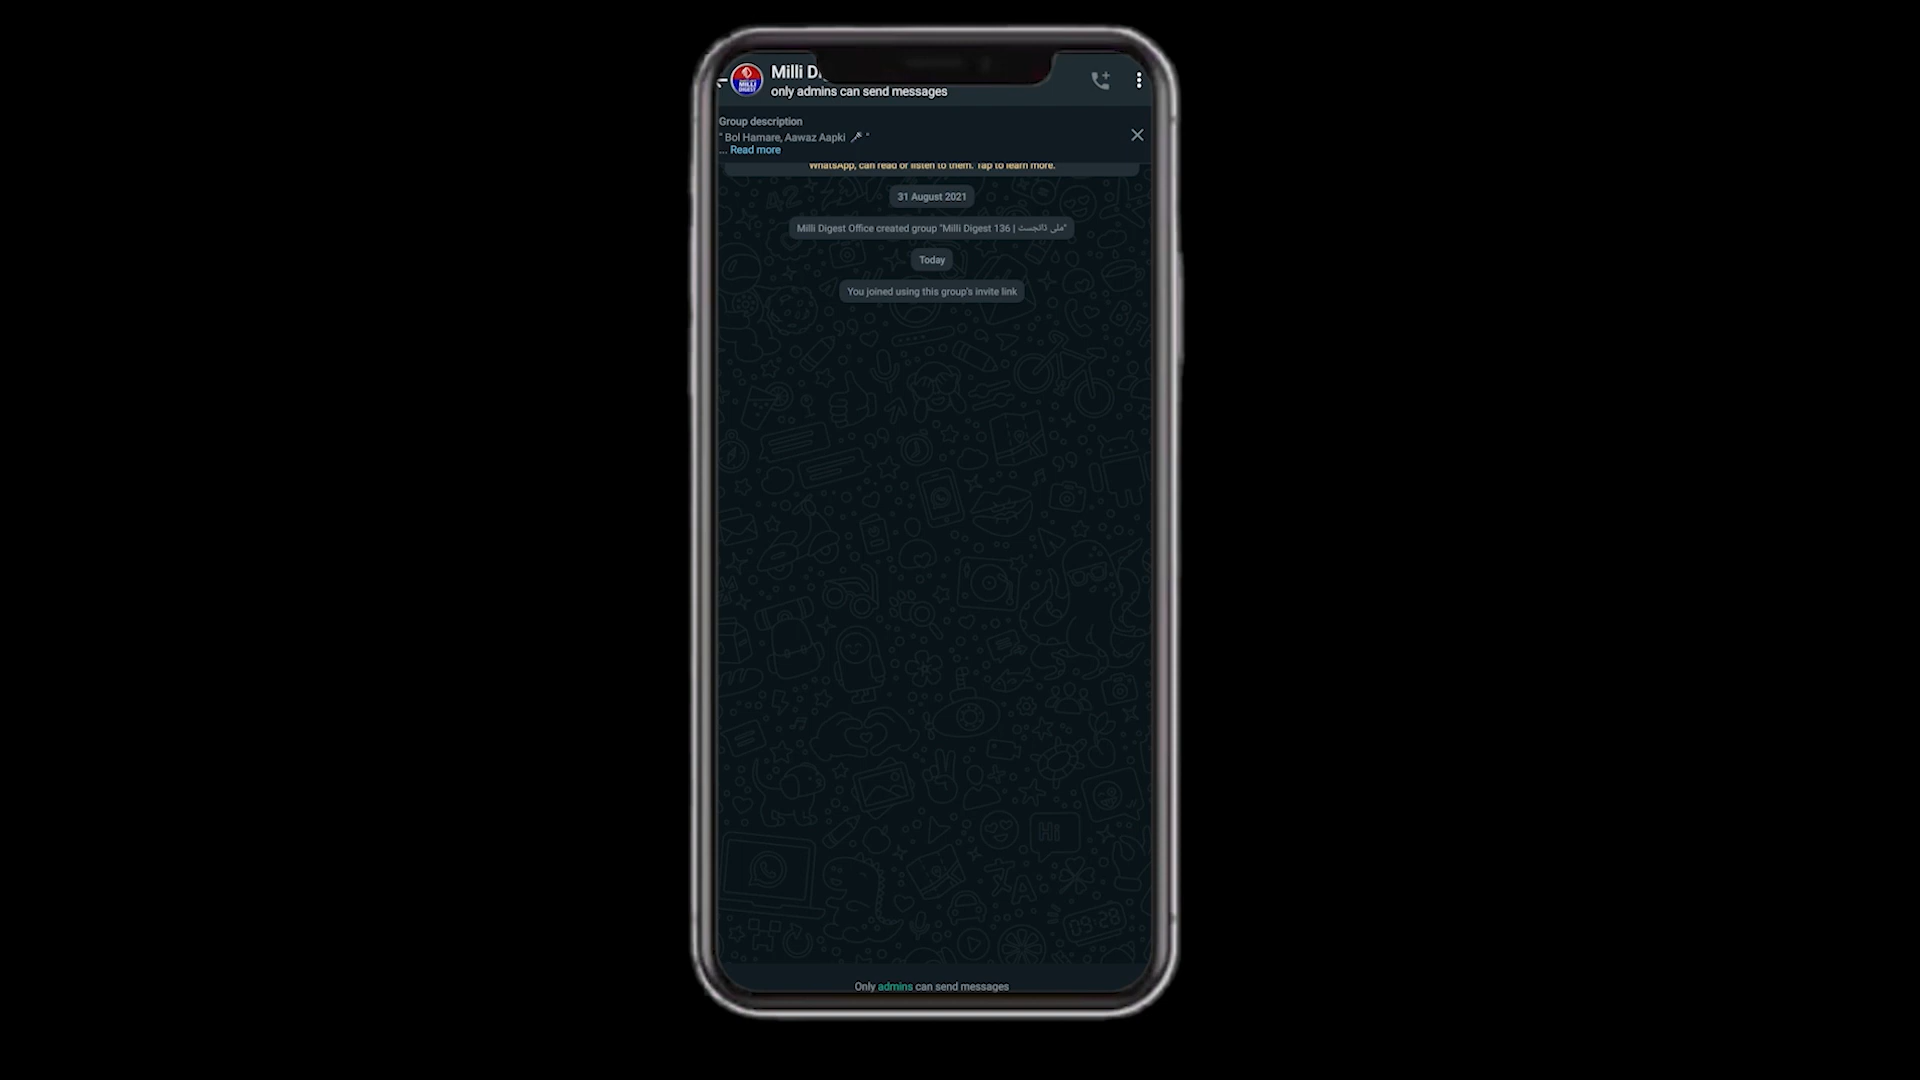 Milli Di
only admins can send messages
Group description
" Bol Hamare, Aawaz Aapki 🎤 "
... Read more
WhatsApp, can read or listen to them. Tap to learn more.
31 August 2021
Milli Digest Office created group "Milli Digest 136 | ملی ڈائجسٹ"
Today
You joined using this group's invite link
Only admins can send messages